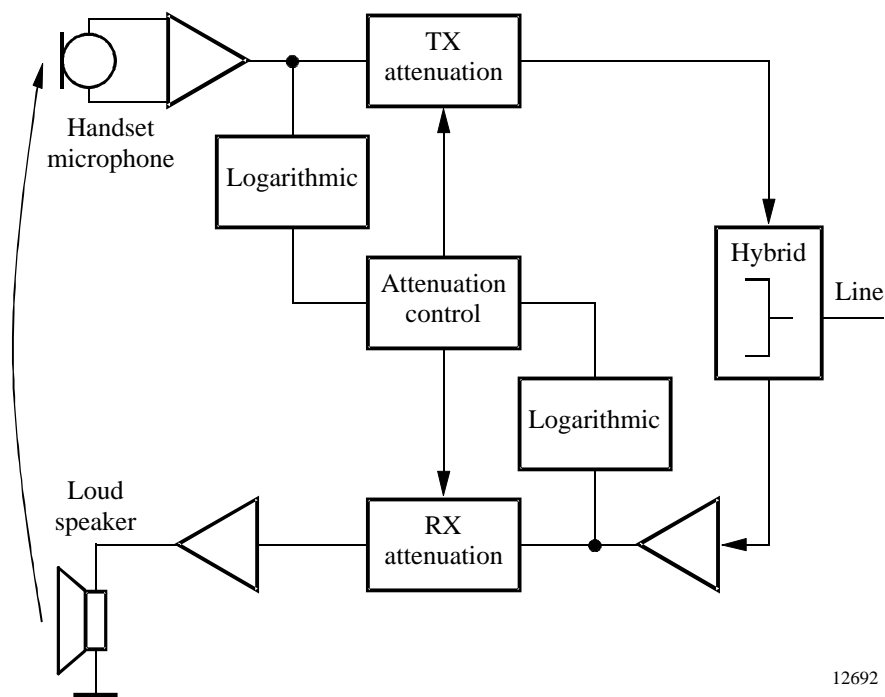 TX
attenuation
Handset
microphone
Logarithmic
Hybrid
Attenuation
control
Line
Logarithmic
Loud
speaker
RX
attenuation
12692